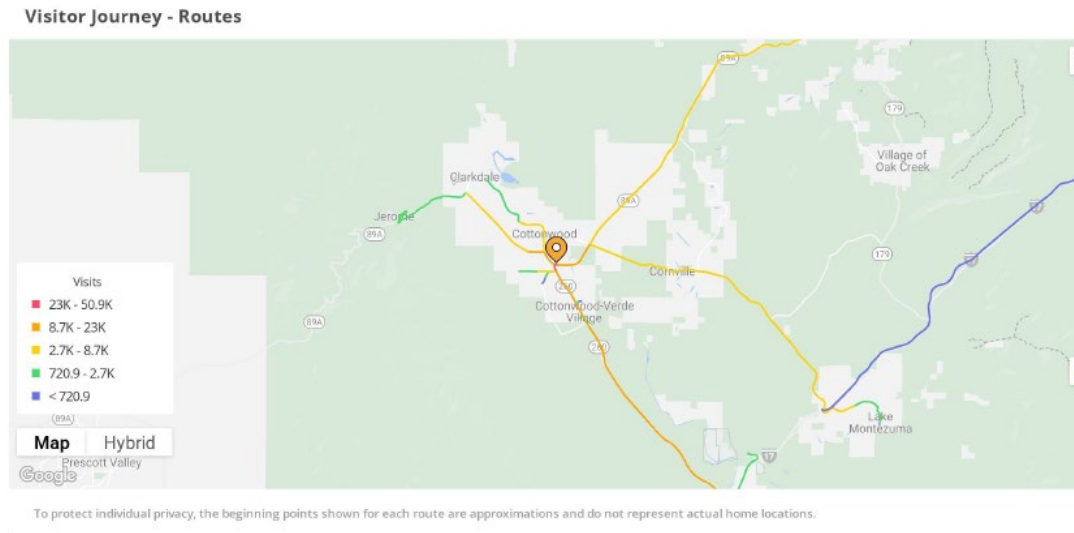 Visitor Journey - Routes
89A
179
Village of
Oak Creek
Clarkdale
89A
Jerome
89A
Cottonwood
17
179
17
Cornville
260
Visits
23K - 50.9K
8.7K - 23K
2.7K - 8.7K
720.9 - 2.7K
< 720.9
Cottonwood-Verde
Village
89A
260
89A
Lake
Montezuma
Map
Hybrid
17
Prescott Valley
Google
To protect individual privacy, the beginning points shown for each route are approximations and do not represent actual home locations.